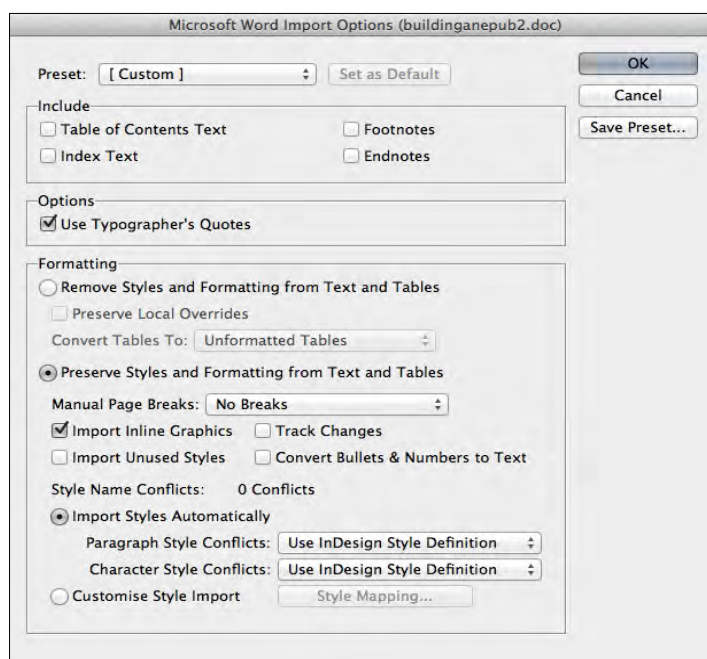 Microsoft Word Import Options (buildinganepub2.doc)
Preset: [ Custom ] Set as Default
OK
Cancel
Save Preset...
Include
Table of Contents Text Footnotes
Index Text Endnotes
Options
Use Typographer's Quotes
Formatting
Remove Styles and Formatting from Text and Tables
Preserve Local Overrides
Convert Tables To: Unformatted Tables
Preserve Styles and Formatting from Text and Tables
Manual Page Breaks: No Breaks
Import Inline Graphics Track Changes
Import Unused Styles Convert Bullets & Numbers to Text
Style Name Conflicts: 0 Conflicts
Import Styles Automatically
Paragraph Style Conflicts: Use InDesign Style Definition
Character Style Conflicts: Use InDesign Style Definition
Customise Style Import Style Mapping...